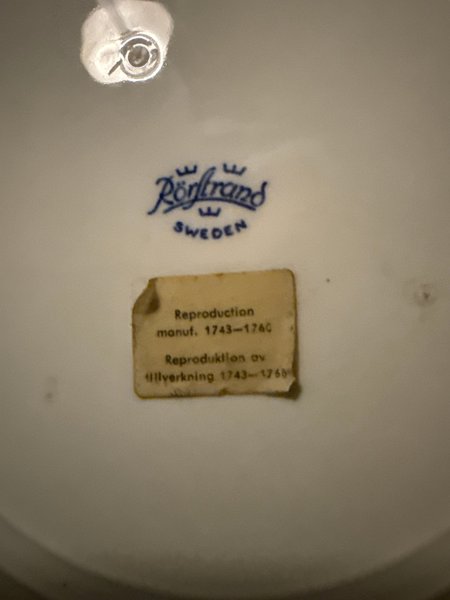 Rörstrand
SWEDEN
Reproduction
manuf. 1743—1760
Reproduktion av
tillverkning 1743—1760